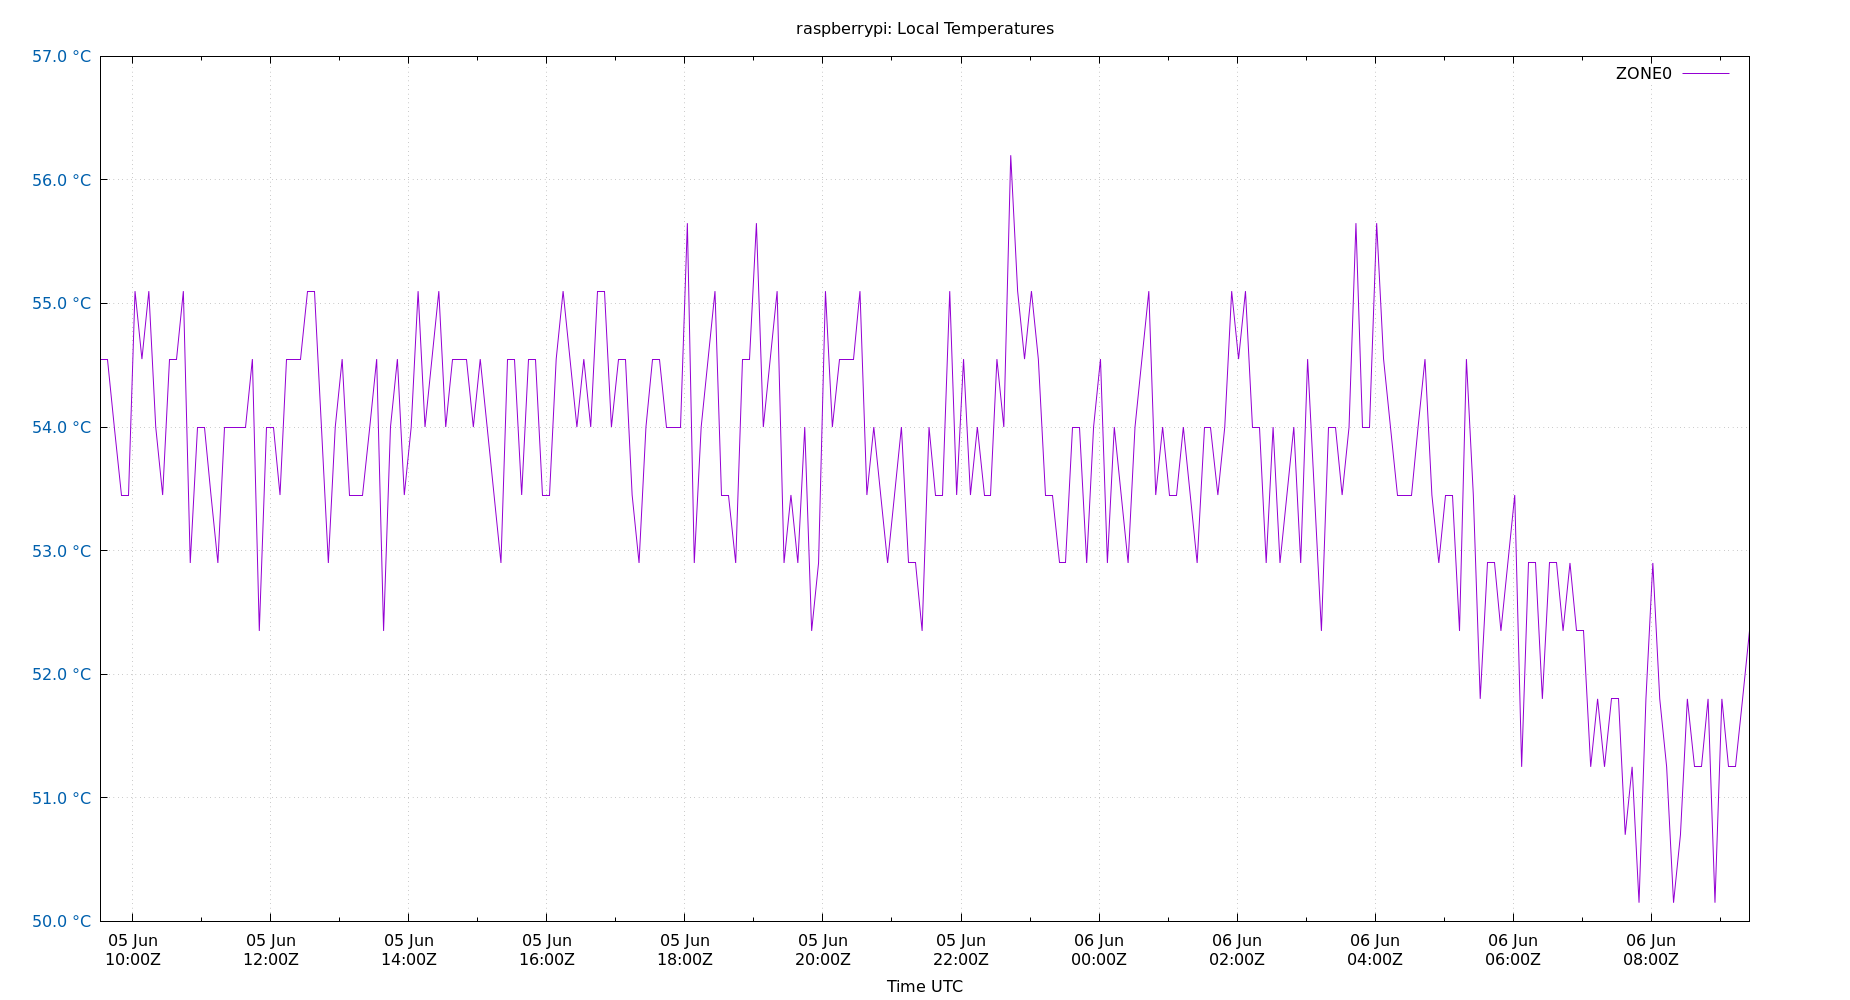 raspberrypi: Local Temperatures
57.0 °C
ZONE0
56.0 °C
55.0 °C
54.0 °C
53.0 °C
52.0 °C
51.0 °C
50.0 °C
05 Jun 05 Jun 05 Jun 05 Jun 05 Jun 05 Jun 05 Jun 06 Jun 06 Jun 06 Jun 06 Jun 06 Jun
10:00Z 12:00Z 14:00Z 16:00Z 18:00Z 20:00Z 22:00Z 00:00Z 02:00Z 04:00Z 06:00Z 08:00Z
Time UTC